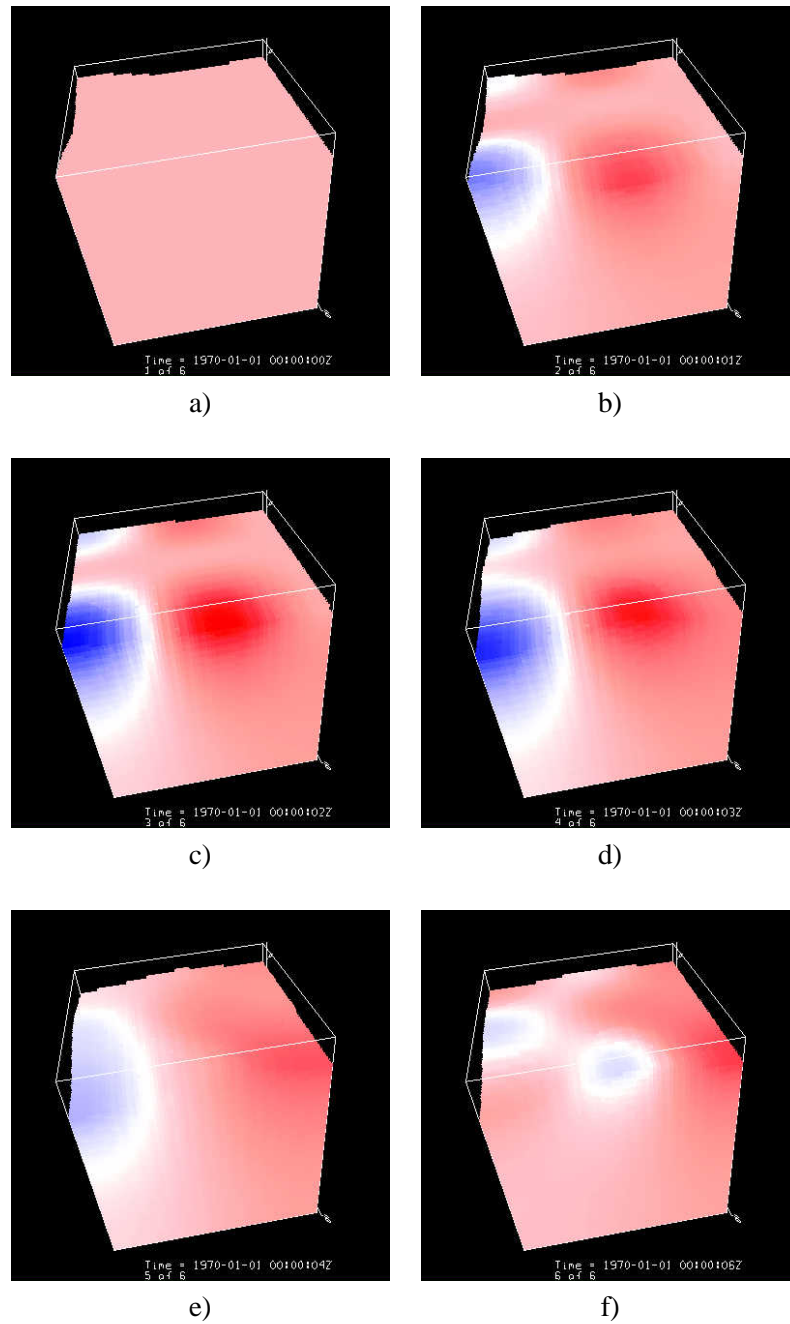 Time = 1970-01-01 00:00:00Z
1 of 6
a)
Time = 1970-01-01 00:00:01Z
2 of 6
b)
Time = 1970-01-01 00:00:02Z
3 of 6
c)
Time = 1970-01-01 00:00:03Z
4 of 6
d)
Time = 1970-01-01 00:00:04Z
5 of 6
e)
Time = 1970-01-01 00:00:06Z
6 of 6
f)